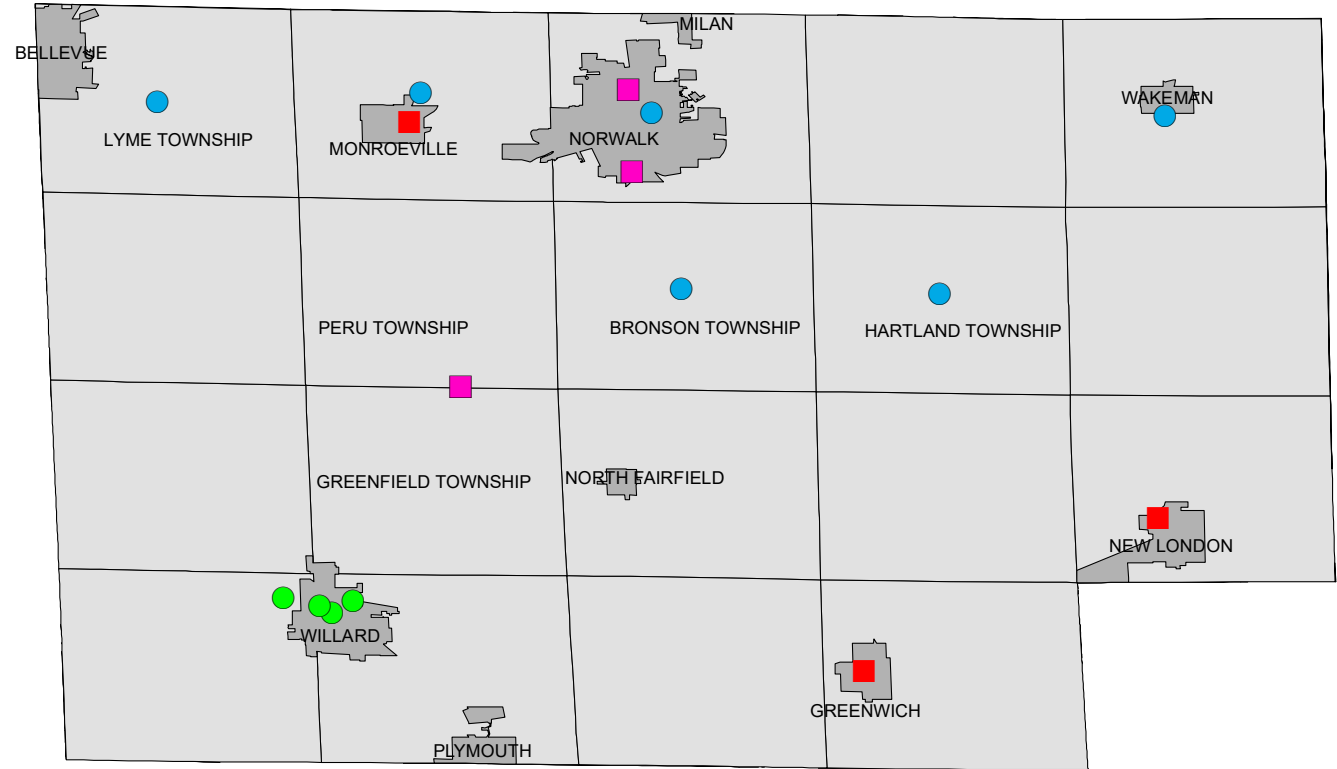 MILAN
BELLEVUE
WAKEMAN
LYME TOWNSHIP
MONROEVILLE
NORWALK
PERU TOWNSHIP
BRONSON TOWNSHIP
HARTLAND TOWNSHIP
GREENFIELD TOWNSHIP
NORTH FAIRFIELD
NEW LONDON
WILLARD
GREENWICH
PLYMOUTH